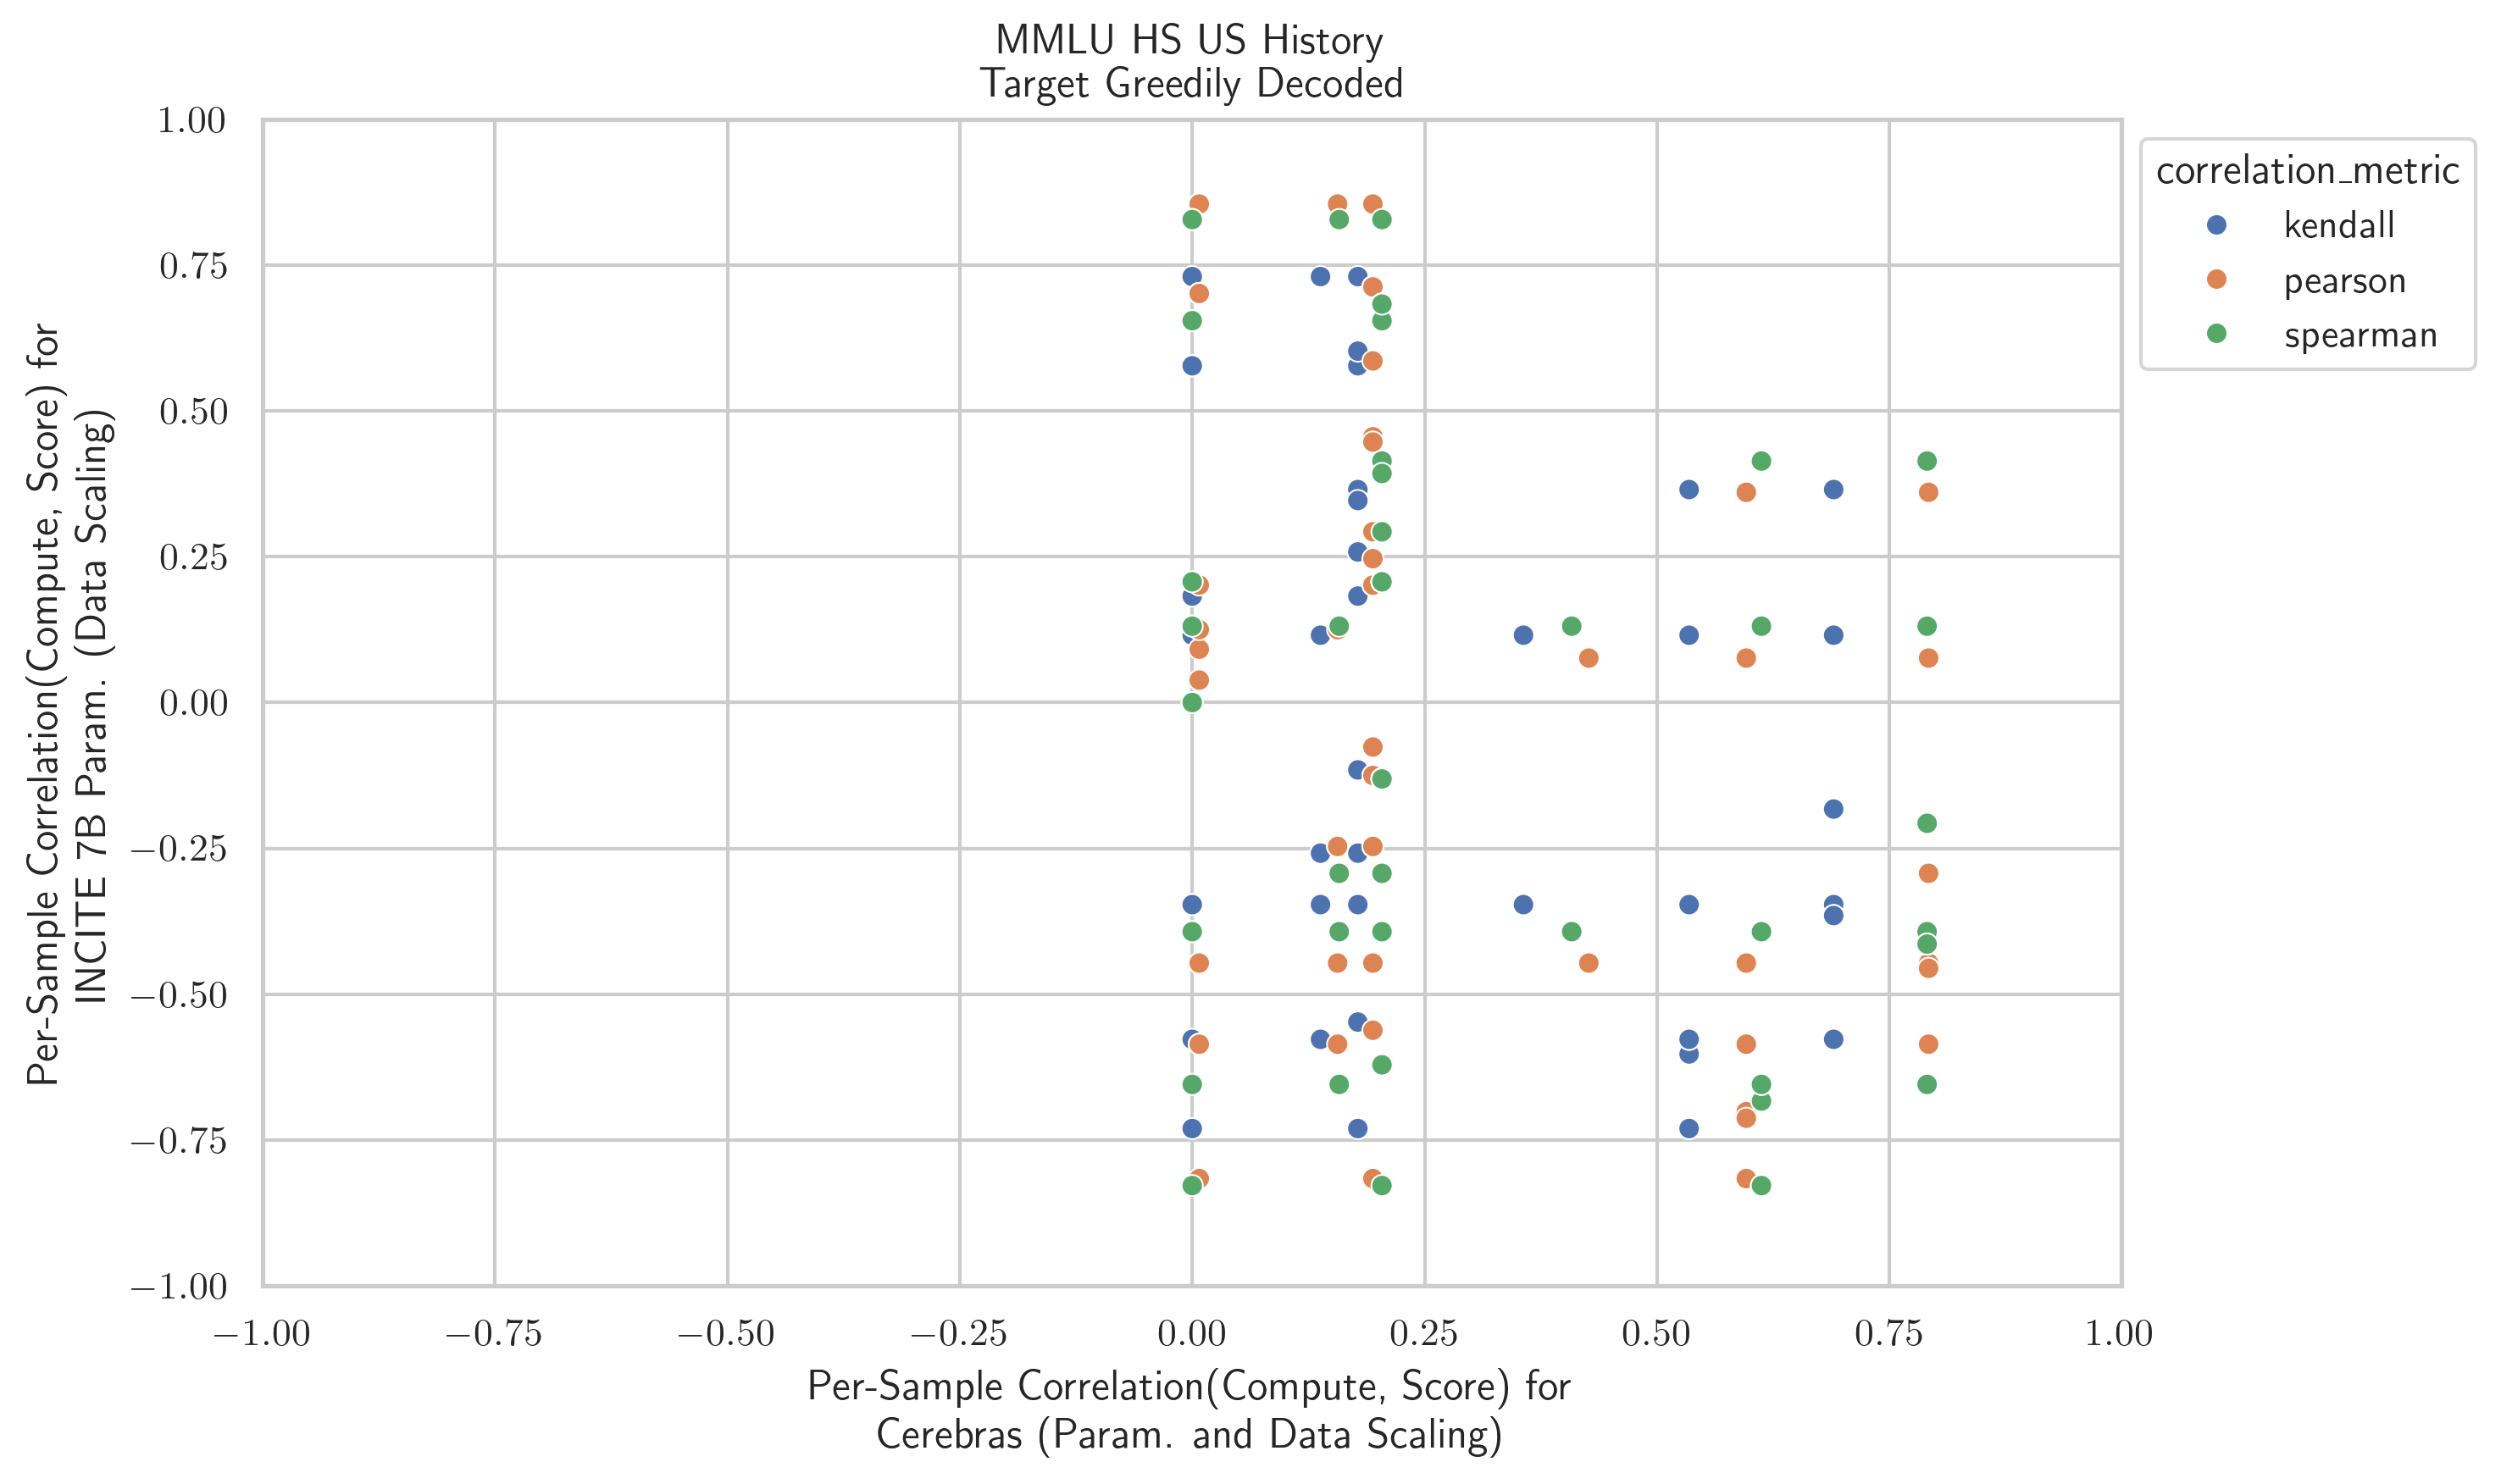 MMLU HS US History
Target Greedily Decoded
1.00
0.75
0.50
0.25
0.00
−0.25
−0.50
−0.75
−1.00
Per-Sample Correlation(Compute, Score) for
INCITE 7B Param. (Data Scaling)
correlation_metric
kendall
pearson
spearman
−1.00 −0.75 −0.50 −0.25 0.00 0.25 0.50 0.75 1.00
Per-Sample Correlation(Compute, Score) for
Cerebras (Param. and Data Scaling)